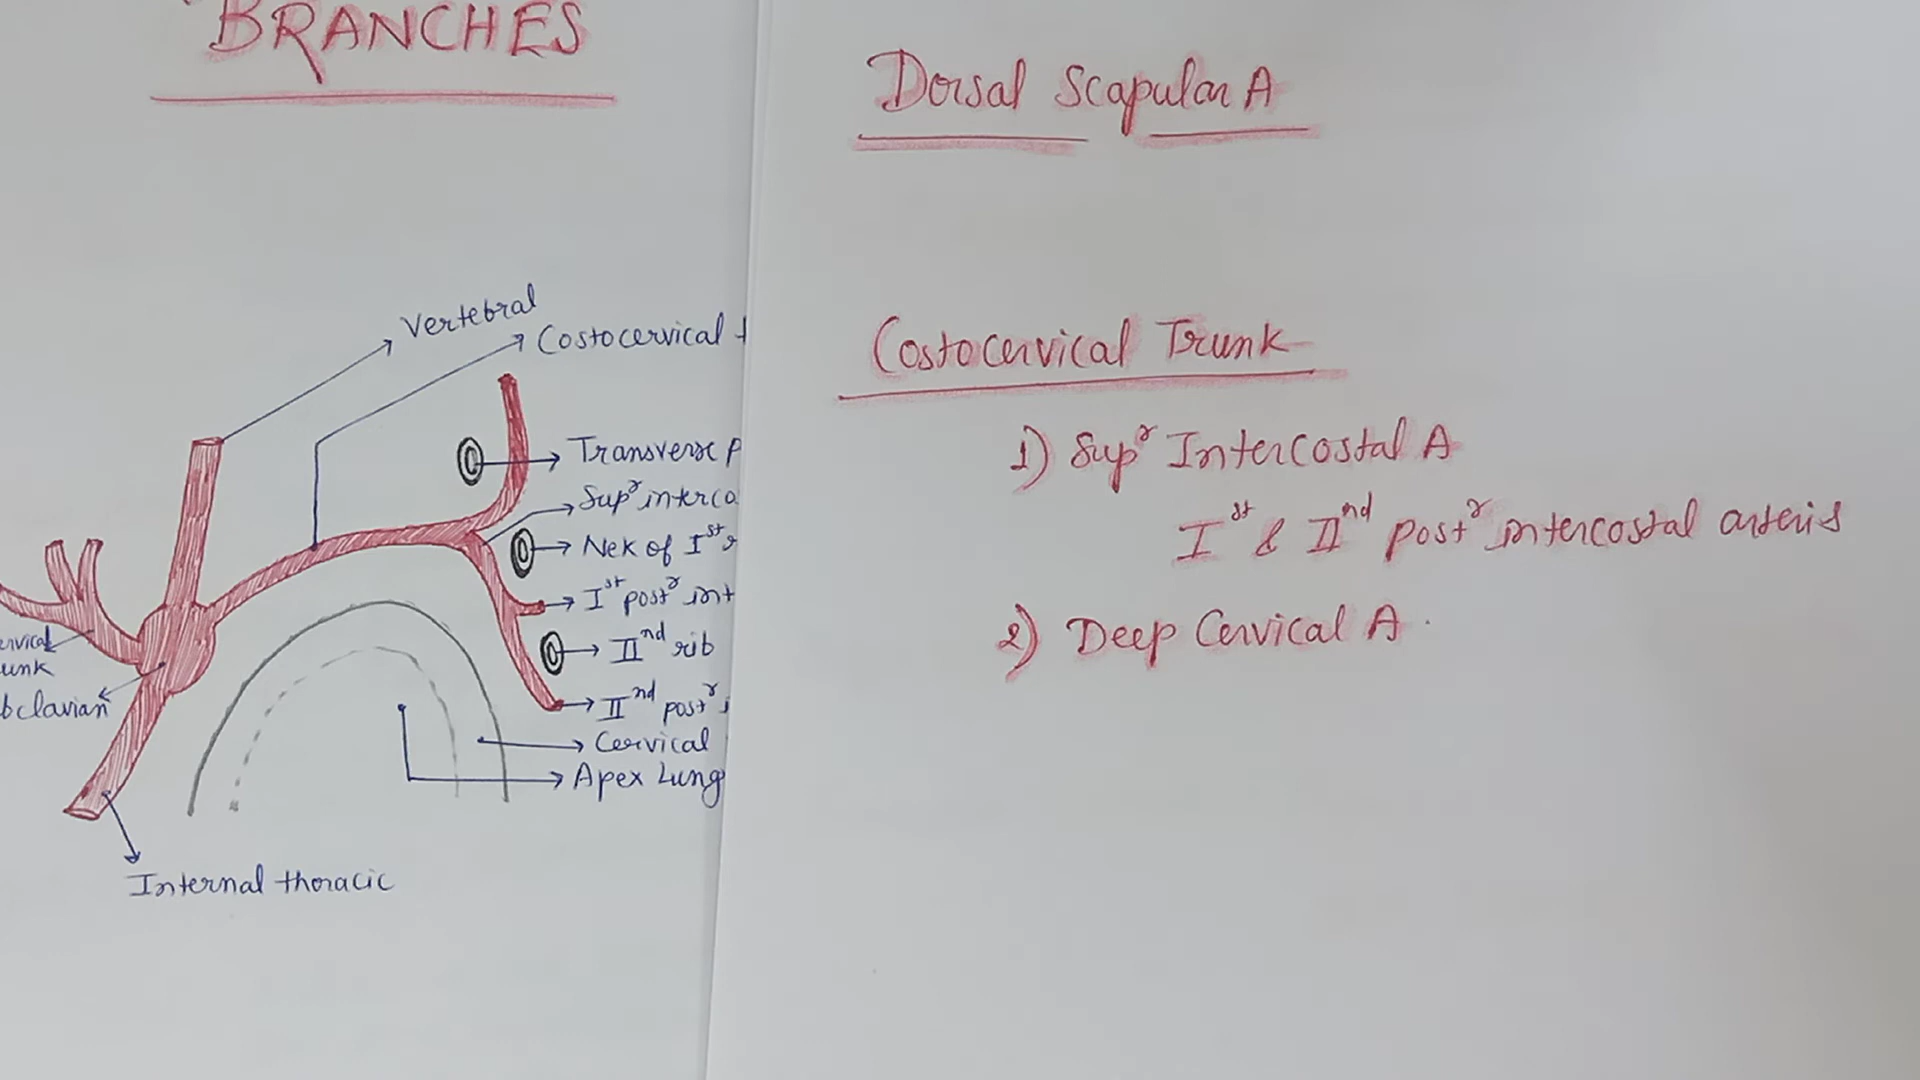 BRANCHES
Vertebral
Costocervical
Transverse p
Supr interco
Nek of Ist
Ist postr int
IInd rib
IInd postr
Cervical
Apex Lung
ervical
unk
bclavian
Internal thoracic
Dorsal Scapular A
Costocervical Trunk
1) Supr Intercostal A
Ist & IInd postr intercostal arteris
2) Deep Cervical A